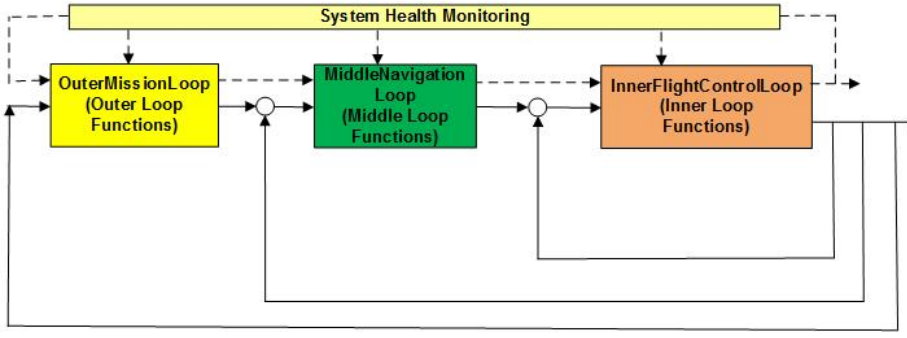 System Health Monitoring
OuterMissionLoop
(Outer Loop
Functions)
MiddleNavigation
Loop
(Middle Loop
Functions)
InnerFlightControlLoop
(Inner Loop
Functions)